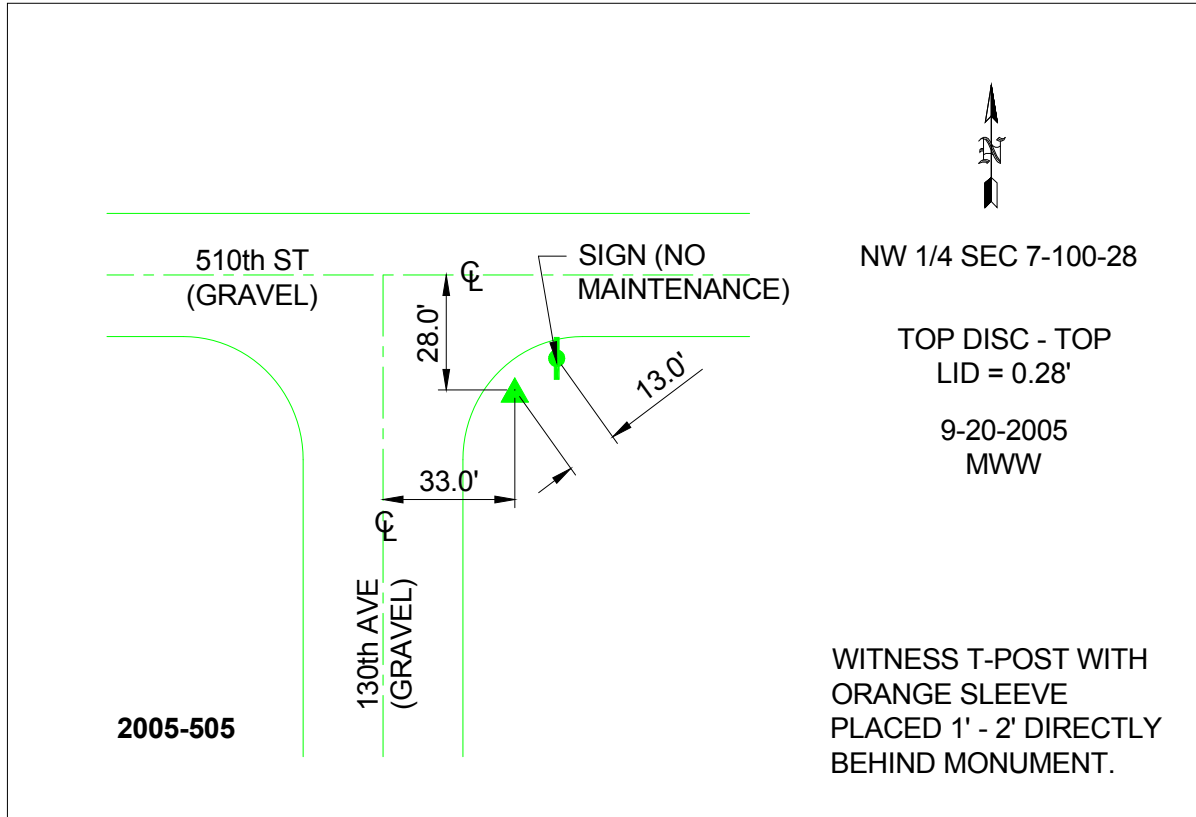 N
NW 1/4 SEC 7-100-28
510th ST
(GRAVEL)
℄
SIGN (NO
MAINTENANCE)
28.0'
13.0'
TOP DISC - TOP
LID = 0.28'
9-20-2005
MWW
33.0'
℄
130th AVE
(GRAVEL)
2005-505
WITNESS T-POST WITH
ORANGE SLEEVE
PLACED 1' - 2' DIRECTLY
BEHIND MONUMENT.